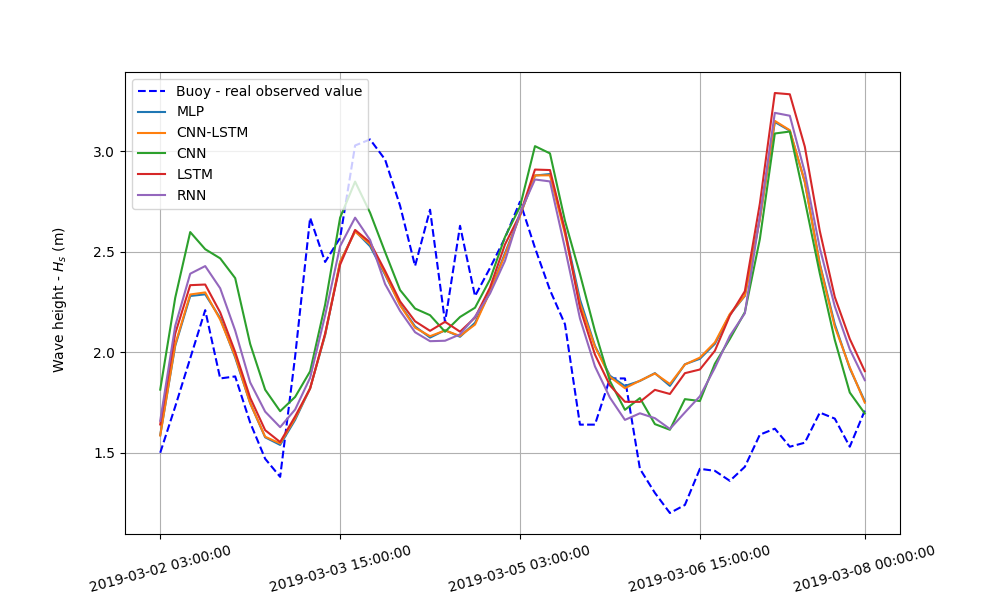 Buoy - real observed value
MLP
CNN-LSTM
CNN
LSTM
RNN
3.0
2.5
2.0
1.5
Wave height - Hₛ (m)
2019-03-02 03:00:00
2019-03-03 15:00:00
2019-03-05 03:00:00
2019-03-06 15:00:00
2019-03-08 00:00:00